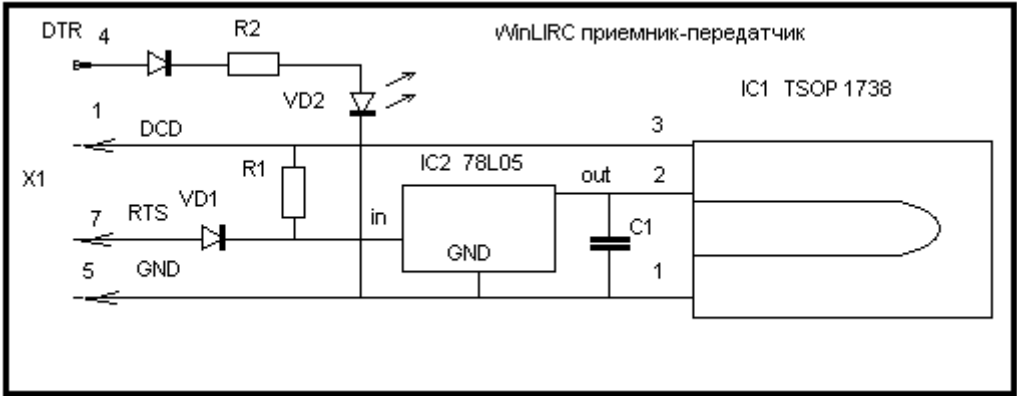 DTR 4
R2
WinLIRC приемник-передатчик
IC1 TSOP 1738
VD2
1
DCD
3
R1
IC2 78L05
out
2
X1
VD1
7
RTS
in
C1
GND
5
GND
1